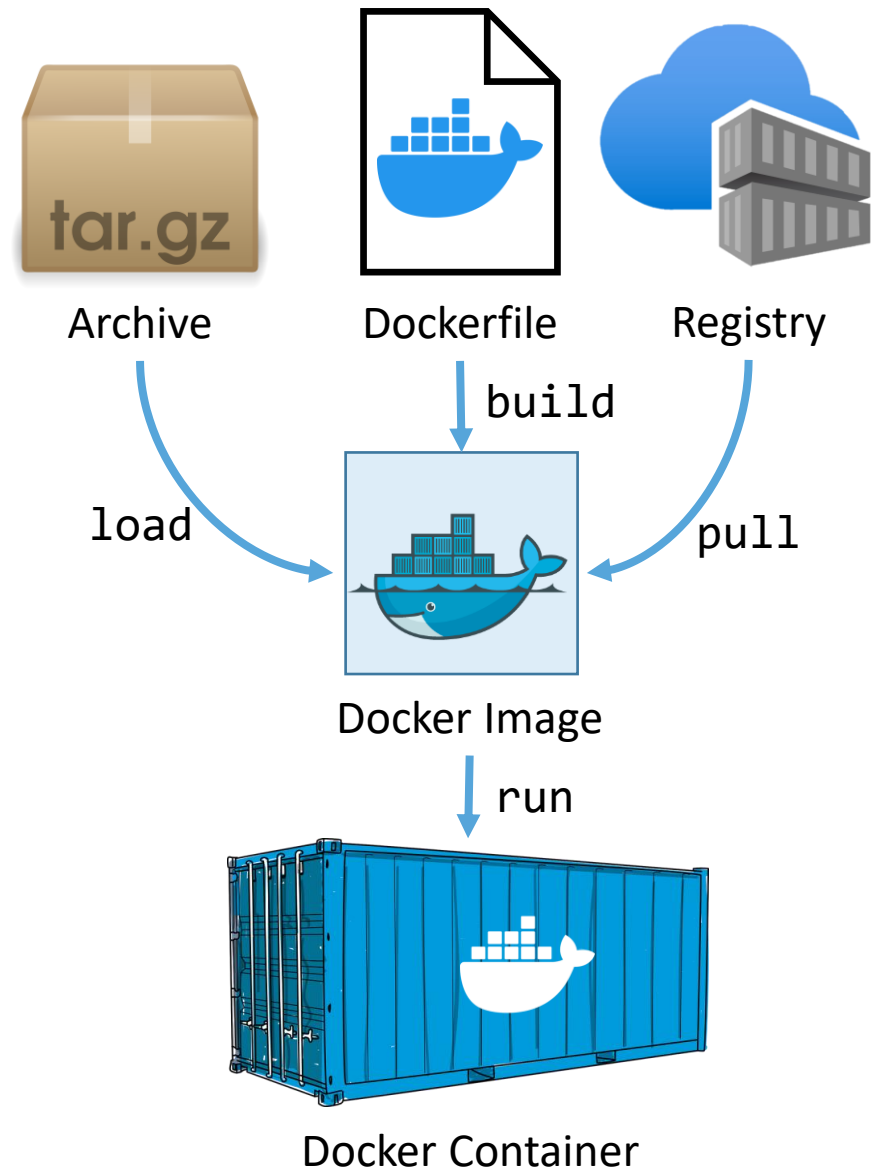 tar.gz
Archive
Dockerfile
Registry
build
load
pull
Docker Image
run
Docker Container